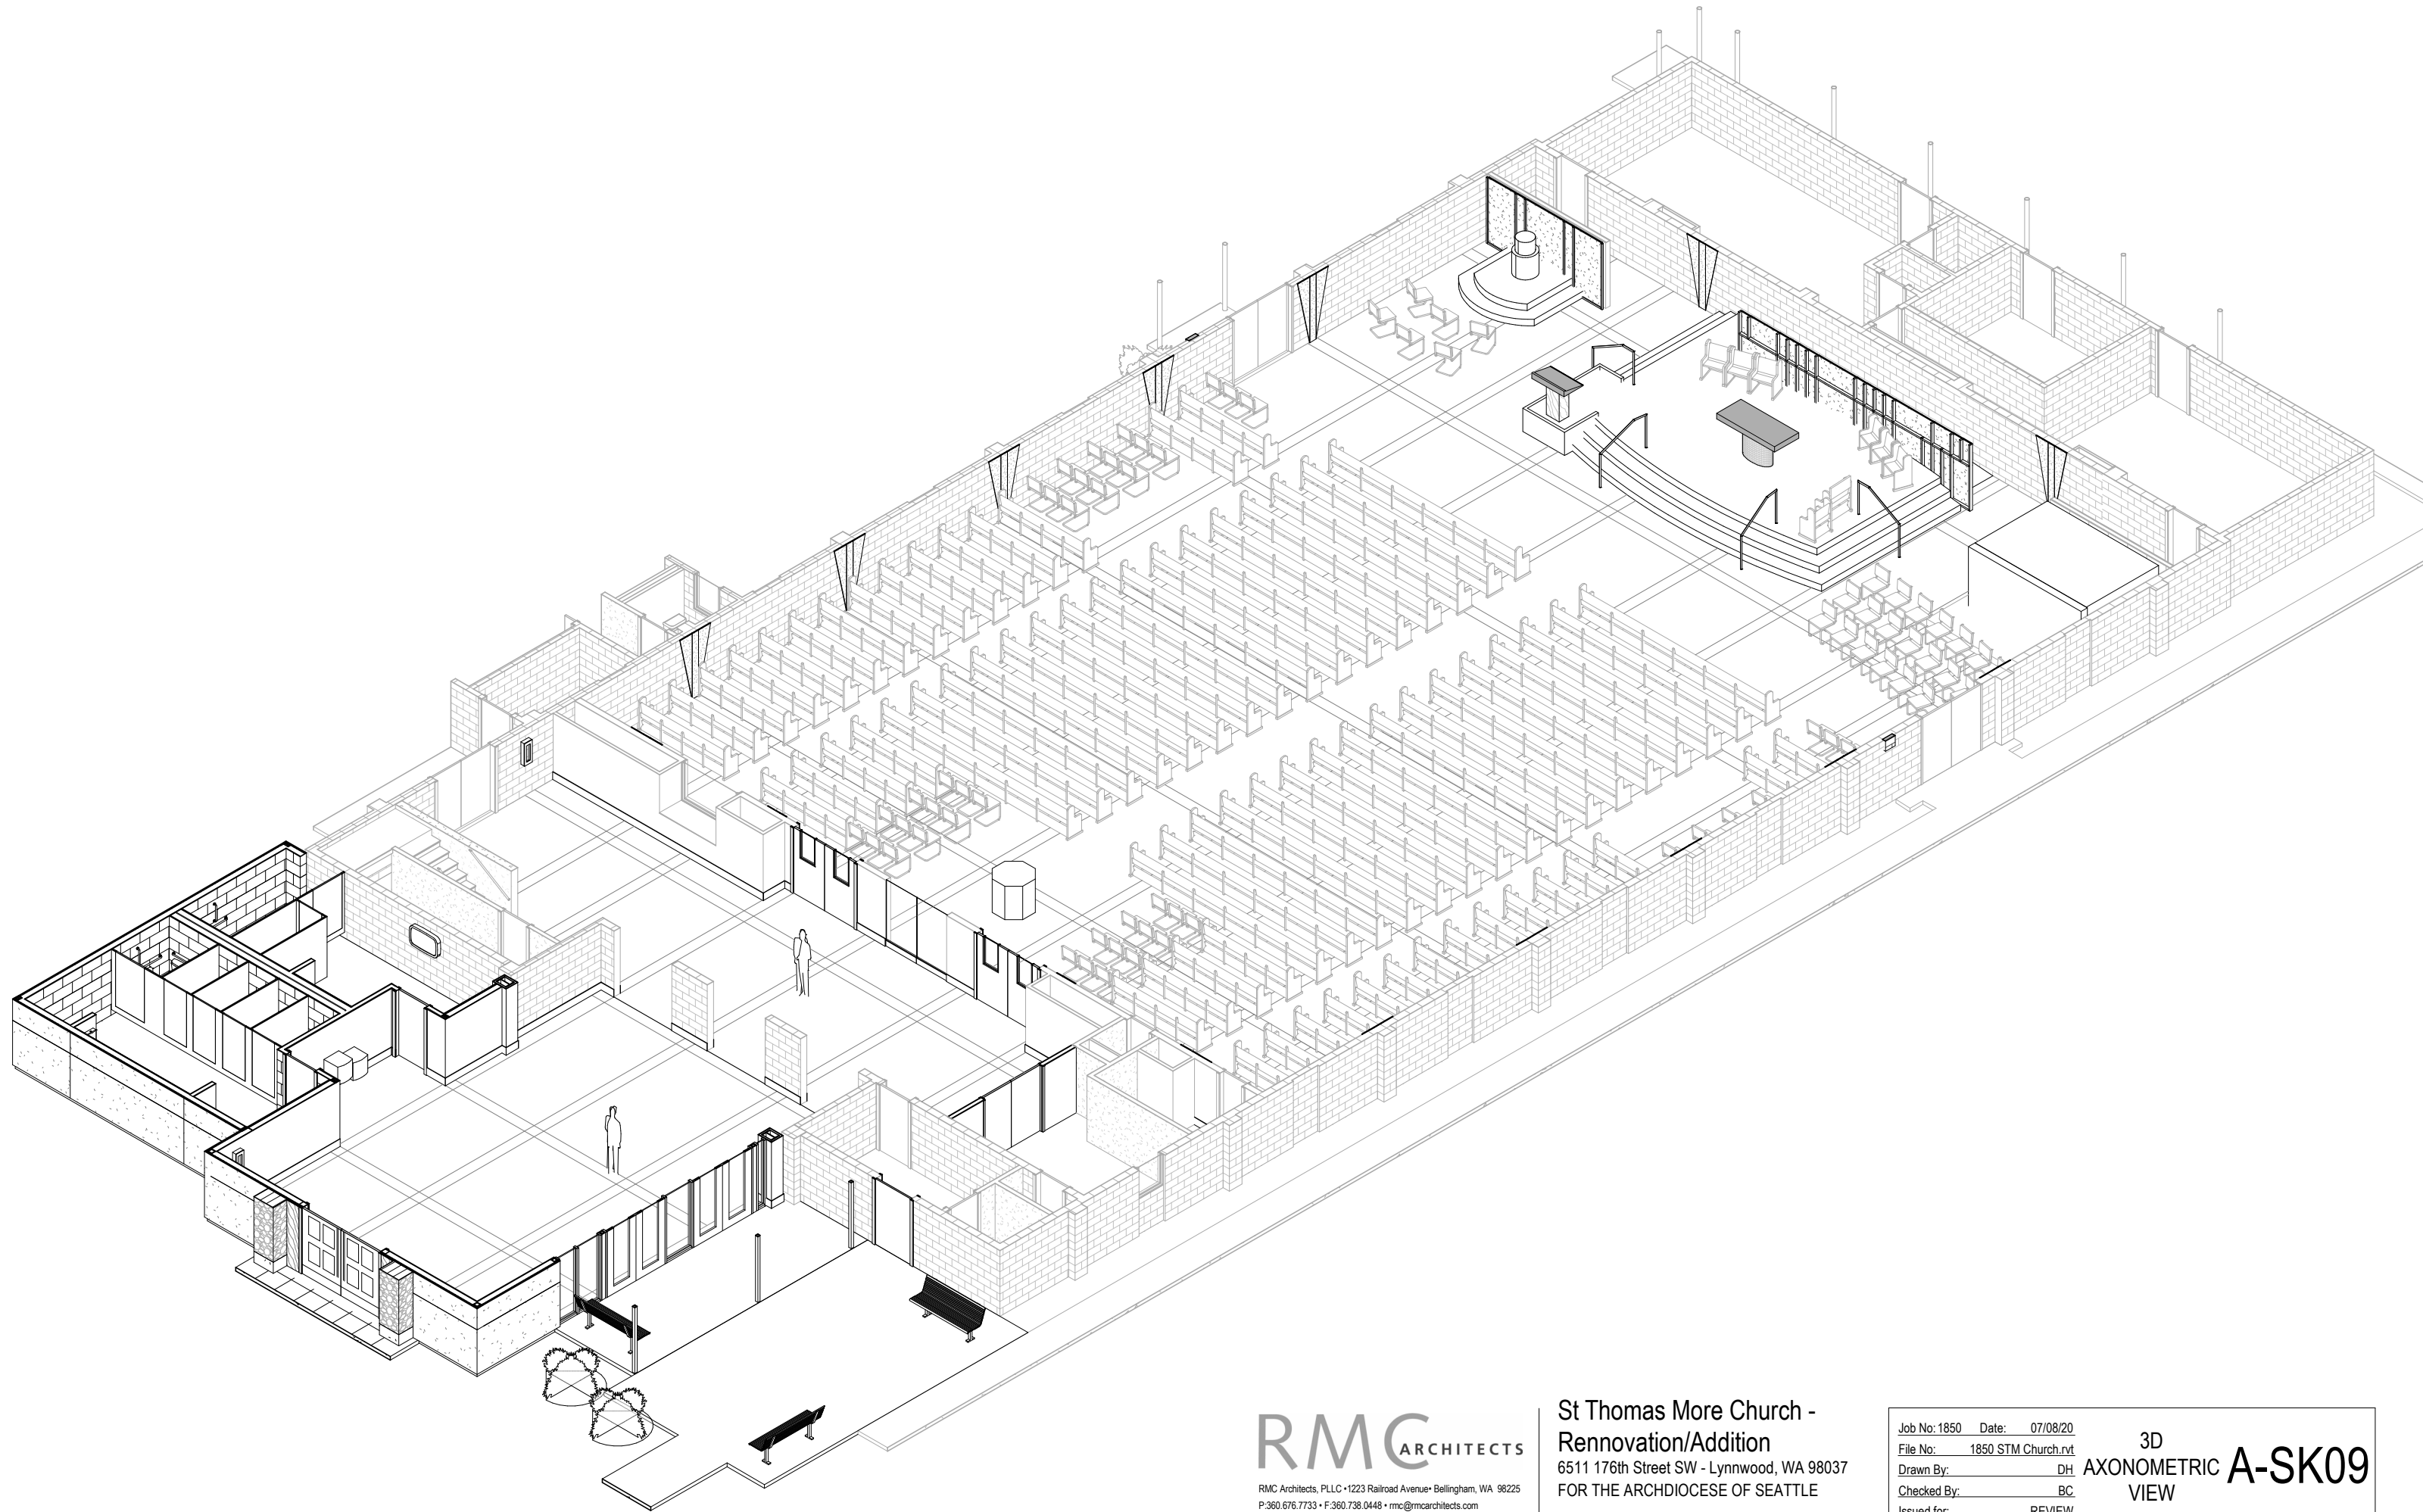 RMC ARCHITECTS
RMC Architects, PLLC • 1223 Railroad Avenue • Bellingham, WA 98225
P:360.676.7733 • F:360.738.0448 • rmc@rmcarchitects.com
St Thomas More Church -
Rennovation/Addition
6511 176th Street SW - Lynnwood, WA 98037
FOR THE ARCHDIOCESE OF SEATTLE
Job No: 1850 Date: 07/08/20
File No: 1850 STM Church.rvt
Drawn By: DH
Checked By: BC
Issued for: REVIEW
3D
AXONOMETRIC
VIEW
A-SK09